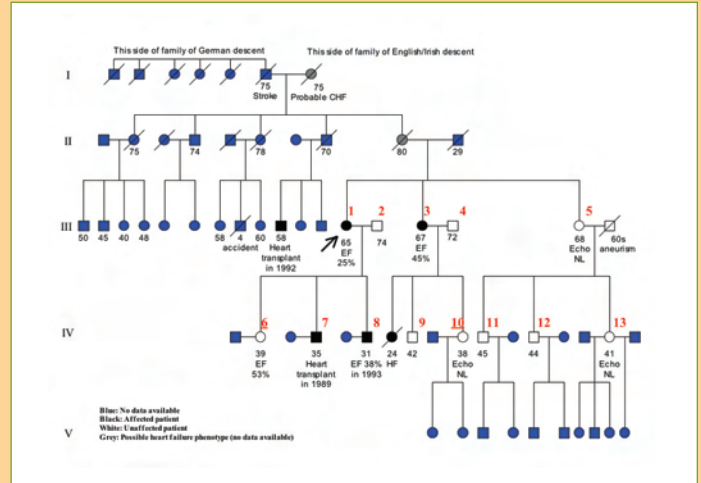 This side of family of German descent This side of family of English/Irish descent
I
75 75
Stroke Probable CHF
II
75 74 78 70 80 29
1 2 3 4 5
III
50 45 40 48 58 4 60 58 65 74 67 72 68 60s
accident Heart EF EF Echo aneurism
transplant 25% 45% NL
in 1992
6 7 8 9 10 11 12 13
IV
39 35 31 24 42 38 45 44 41
EF Heart EF 38% HF Echo Echo
53% transplant in 1993 NL NL
in 1989
Blue: No data available
Black: Affected patient
White: Unaffected patient
Grey: Possible heart failure phenotype (no data available)
V